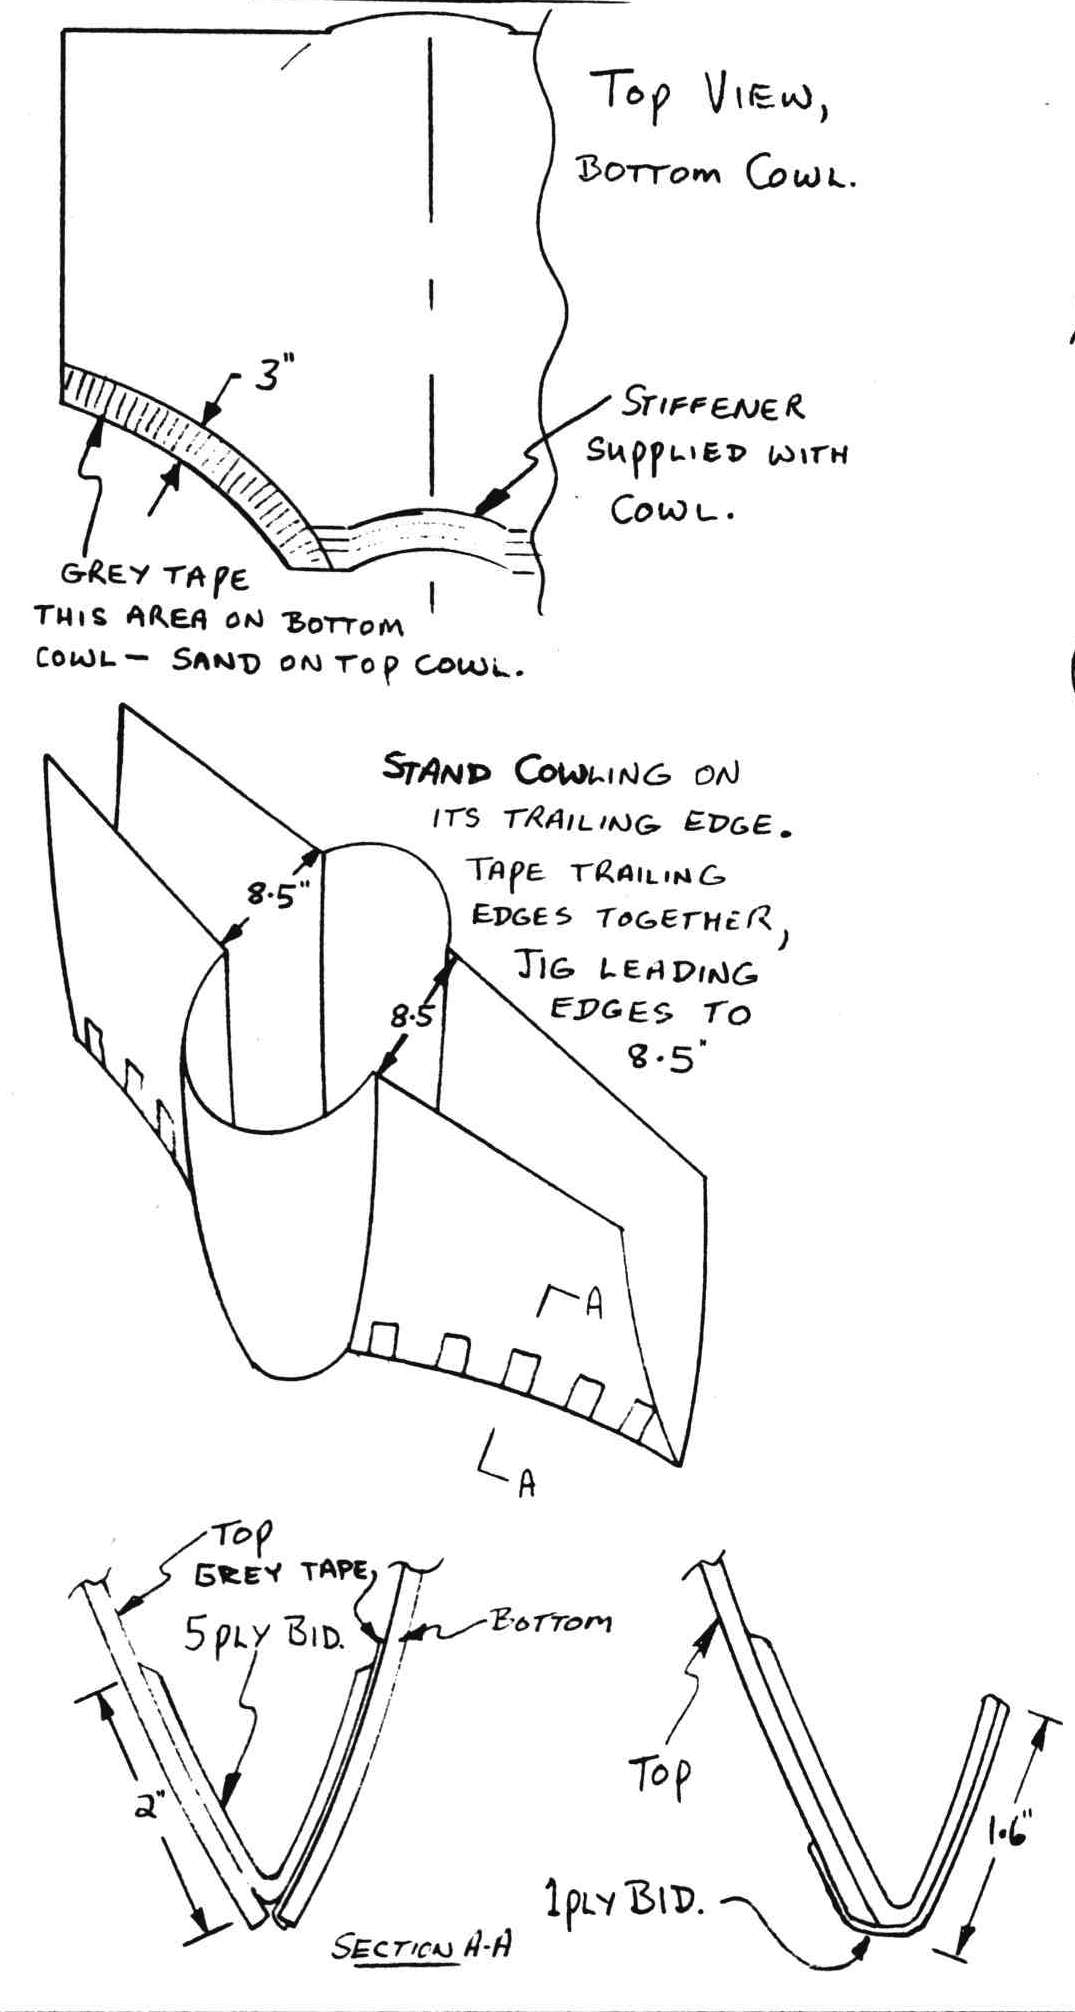 TOP VIEW,
BOTTOM COWL.
3"
STIFFENER
SUPPLIED WITH
COWL.
GREY TAPE
THIS AREA ON BOTTOM
COWL – SAND ON TOP COWL.
STAND COWLING ON
ITS TRAILING EDGE.
TAPE TRAILING
EDGES TOGETHER,
JIG LEADING
EDGES TO
8.5"
8.5"
8.5
A
A
TOP
GREY TAPE,
5 PLY BID.
BOTTOM
2"
TOP
1.6"
1 PLY BID.
SECTION A-A